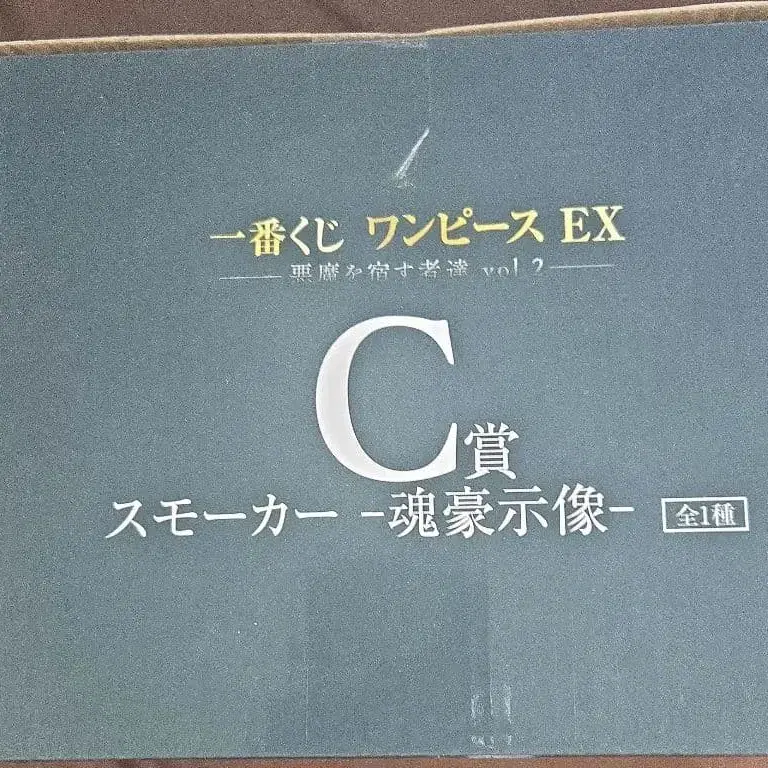 一番くじ ワンピース EX
悪魔を宿す者達 vol.2
C賞
スモーカー -魂豪示像- 全1種